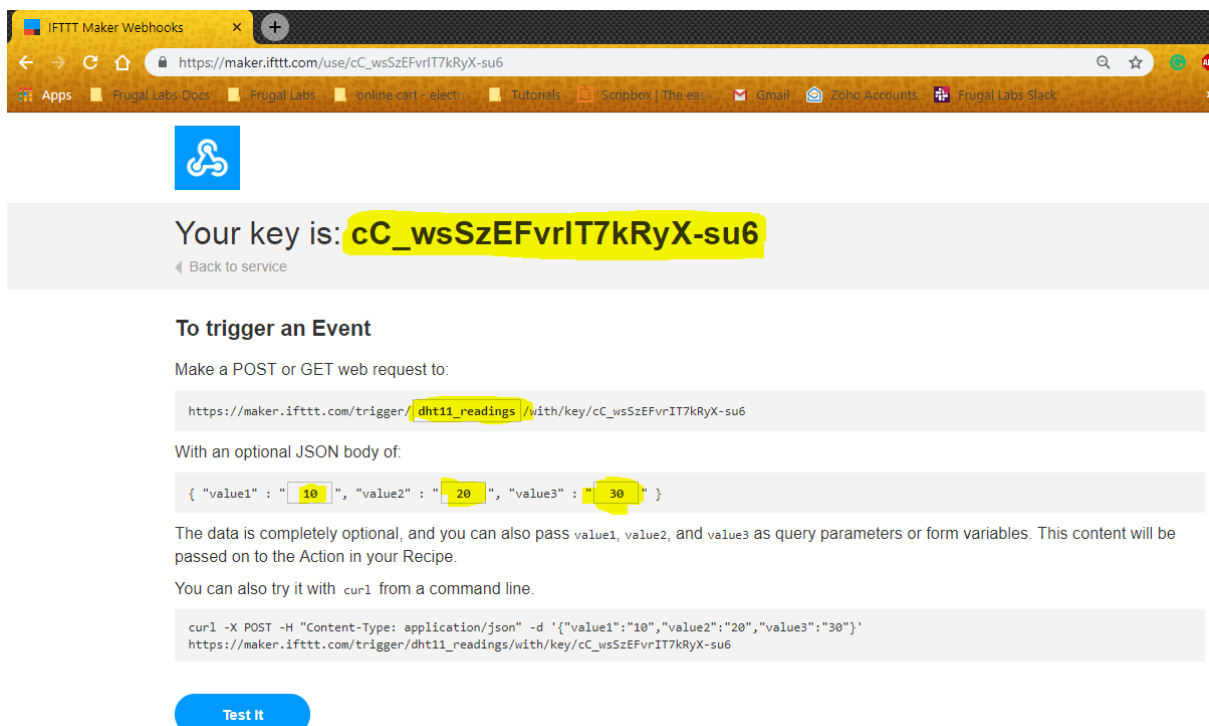 IFTTT Maker Webhooks
https://maker.ifttt.com/use/cC_wsSzEFvrIT7kRyX-su6
Apps Frugal Labs Docs Frugal Labs online cart - elect Tutorials Scripbox | The eas Gmail Zoho Accounts Frugal Labs Slack
Your key is: cC_wsSzEFvrIT7kRyX-su6
Back to service
To trigger an Event
Make a POST or GET web request to:
https://maker.ifttt.com/trigger/ dht11_readings /with/key/cC_wsSzEFvrIT7kRyX-su6
With an optional JSON body of:
{ "value1" : " 10 ", "value2" : " 20 ", "value3" : " 30 " }
The data is completely optional, and you can also pass value1, value2, and value3 as query parameters or form variables. This content will be
passed on to the Action in your Recipe.
You can also try it with curl from a command line.
curl -X POST -H "Content-Type: application/json" -d '{"value1":"10","value2":"20","value3":"30"}'
https://maker.ifttt.com/trigger/dht11_readings/with/key/cC_wsSzEFvrIT7kRyX-su6
Test It